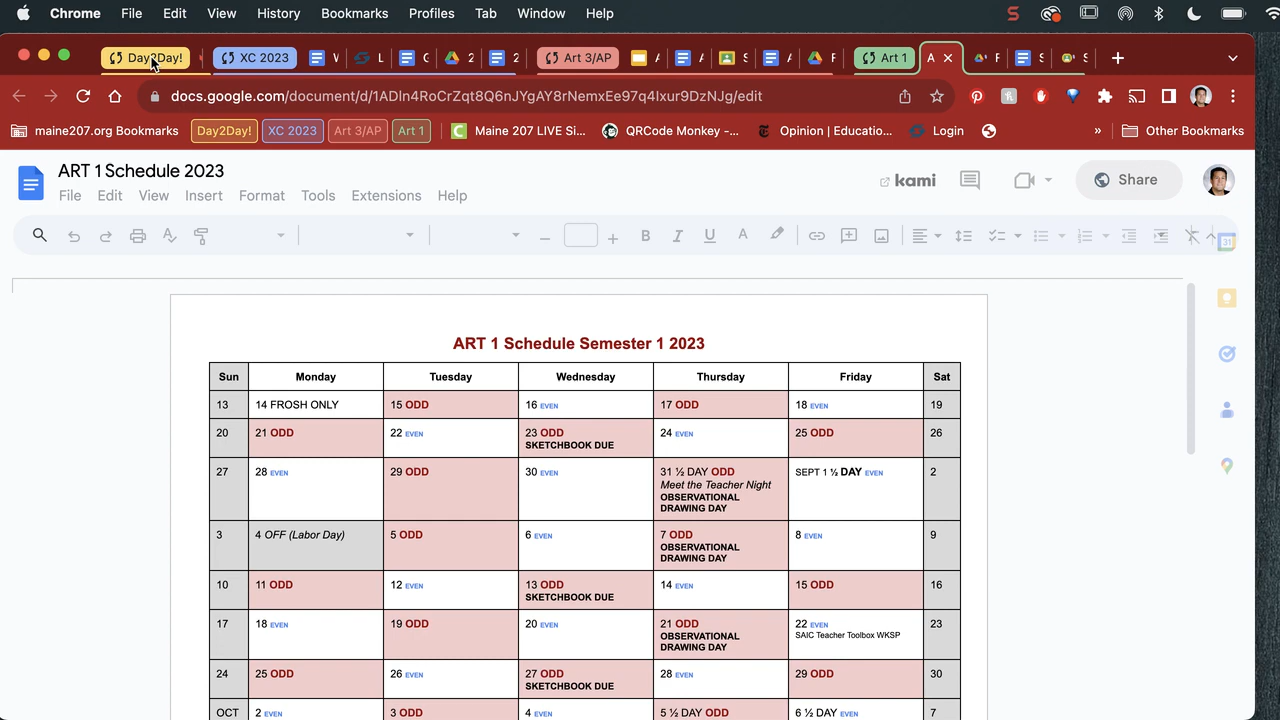 Chrome File Edit View History Bookmarks Profiles Tab Window Help
Day2Day! XC 2023 Art 3/AP Art 1
docs.google.com/document/d/1ADln4RoCrZqt8Q6nJYgAY8rNemxEe97q4lxur9DzNJg/edit
maine207.org Bookmarks Day2Day! XC 2023 Art 3/AP Art 1 Maine 207 LIVE Si... QRCode Monkey -... Opinion | Educatio... Login » Other Bookmarks
ART 1 Schedule 2023
kami Share
File Edit View Insert Format Tools Extensions Help
ART 1 Schedule Semester 1 2023
Sun Monday Tuesday Wednesday Thursday Friday Sat
13 14 FROSH ONLY 15 ODD 16 EVEN 17 ODD 18 EVEN 19
20 21 ODD 22 EVEN 23 ODD 24 EVEN 25 ODD 26
SKETCHBOOK DUE
27 28 EVEN 29 ODD 30 EVEN 31 ½ DAY ODD SEPT 1 ½ DAY EVEN 2
Meet the Teacher Night
OBSERVATIONAL
DRAWING DAY
3 4 OFF (Labor Day) 5 ODD 6 EVEN 7 ODD 8 EVEN 9
OBSERVATIONAL
DRAWING DAY
10 11 ODD 12 EVEN 13 ODD 14 EVEN 15 ODD 16
SKETCHBOOK DUE
17 18 EVEN 19 ODD 20 EVEN 21 ODD 22 EVEN 23
OBSERVATIONAL SAIC Teacher Toolbox WKSP
DRAWING DAY
24 25 ODD 26 EVEN 27 ODD 28 EVEN 29 ODD 30
SKETCHBOOK DUE
OCT 2 EVEN 3 ODD 4 EVEN 5 ½ DAY ODD 6 ½ DAY EVEN 7